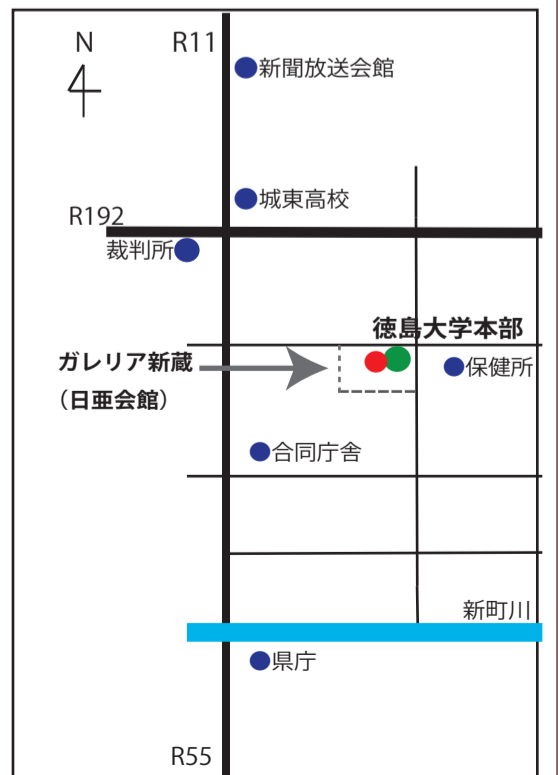 N
R11
新聞放送会館
城東高校
R192
裁判所
徳島大学本部
ガレリア新蔵
（日亜会館）
保健所
合同庁舎
新町川
県庁
R55